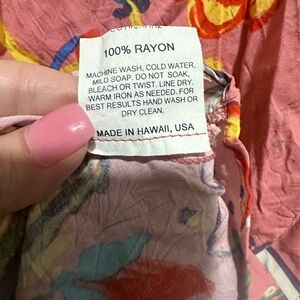 100% RAYON
MACHINE WASH, COLD WATER,
MILD SOAP. DO NOT SOAK,
BLEACH OR TWIST. LINE DRY.
WARM IRON AS NEEDED. FOR
BEST RESULTS HAND WASH OR
DRY CLEAN.
MADE IN HAWAII, USA